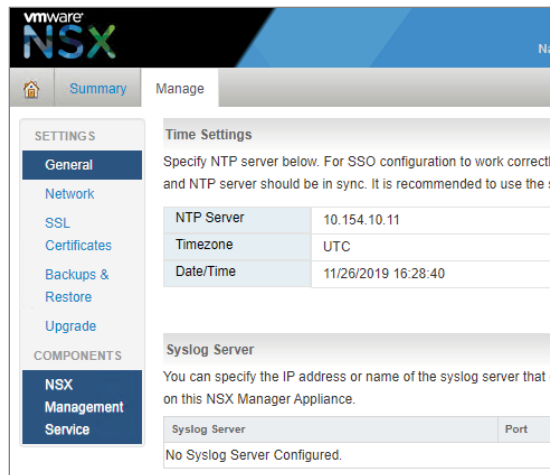 vmware
NSX
Na
Summary
Manage
SETTINGS
General
Network
SSL
Certificates
Backups &
Restore
Upgrade
COMPONENTS
NSX
Management
Service
Time Settings
Specify NTP server below. For SSO configuration to work correctl
and NTP server should be in sync. It is recommended to use the s
NTP Server 10.154.10.11
Timezone UTC
Date/Time 11/26/2019 16:28:40
Syslog Server
You can specify the IP address or name of the syslog server that
on this NSX Manager Appliance.
Syslog Server Port
No Syslog Server Configured.